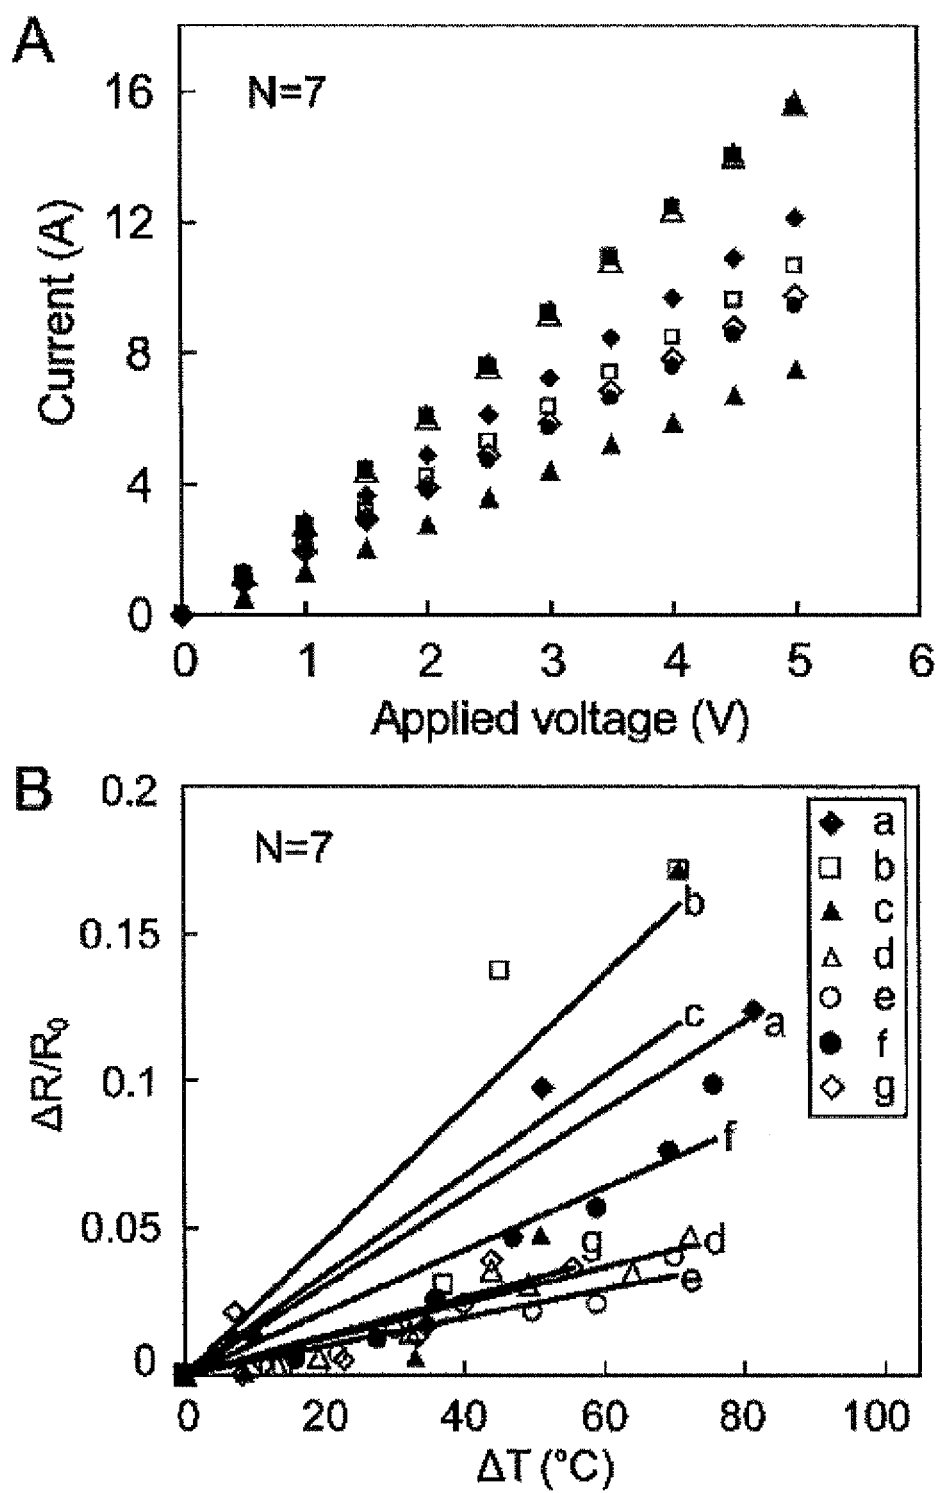 A
N=7
16
12
8
4
0
Current (A)
0 1 2 3 4 5 6
Applied voltage (V)
B
N=7
0.2
0.15
0.1
0.05
0
ΔR/R₀
b
c
a
f
g
d
e
a
b
c
d
e
f
g
0 20 40 60 80 100
ΔT (°C)